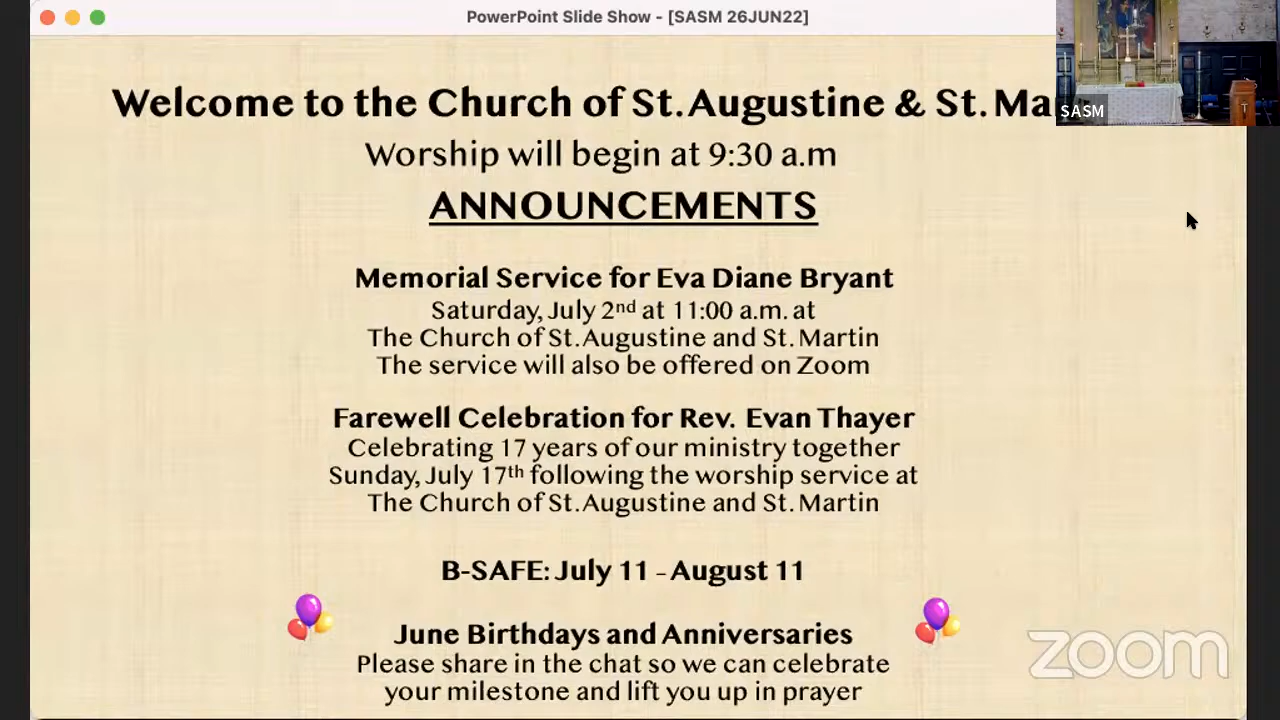 PowerPoint Slide Show - [SASM 26JUN22]
Welcome to the Church of St. Augustine & St. Ma
SASM
Worship will begin at 9:30 a.m
ANNOUNCEMENTS
Memorial Service for Eva Diane Bryant
Saturday, July 2nd at 11:00 a.m. at
The Church of St. Augustine and St. Martin
The service will also be offered on Zoom
Farewell Celebration for Rev. Evan Thayer
Celebrating 17 years of our ministry together
Sunday, July 17th following the worship service at
The Church of St. Augustine and St. Martin
B-SAFE: July 11 - August 11
June Birthdays and Anniversaries
Please share in the chat so we can celebrate
your milestone and lift you up in prayer
zoom